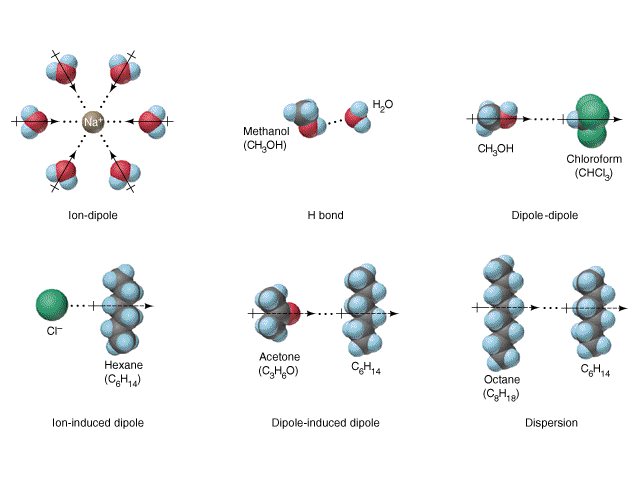 Na⁺
Ion-dipole
Methanol
(CH₃OH)
H₂O
H bond
CH₃OH
Chloroform
(CHCl₃)
Dipole-dipole
Cl⁻
Hexane
(C₆H₁₄)
Ion-induced dipole
Acetone
(C₃H₆O)
C₆H₁₄
Dipole-induced dipole
Octane
(C₈H₁₈)
C₆H₁₄
Dispersion